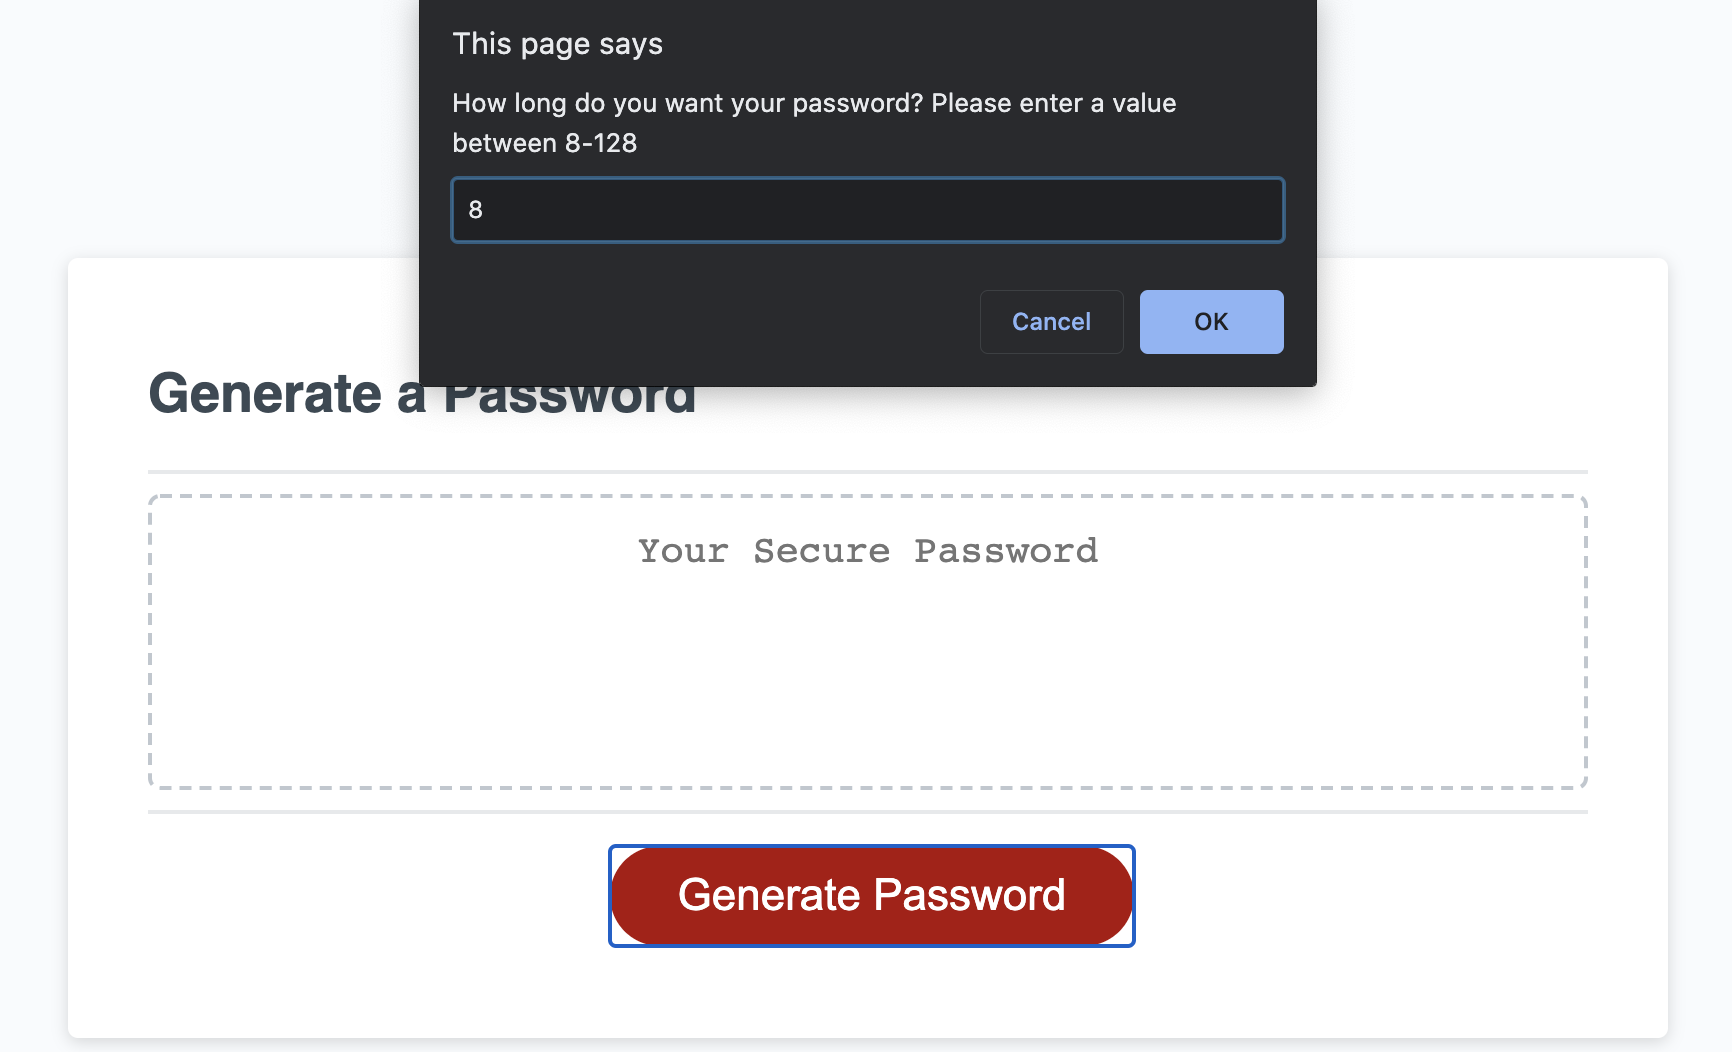 This page says
How long do you want your password? Please enter a value
between 8-128
8
Cancel
OK
Generate a Password
Your Secure Password
Generate Password